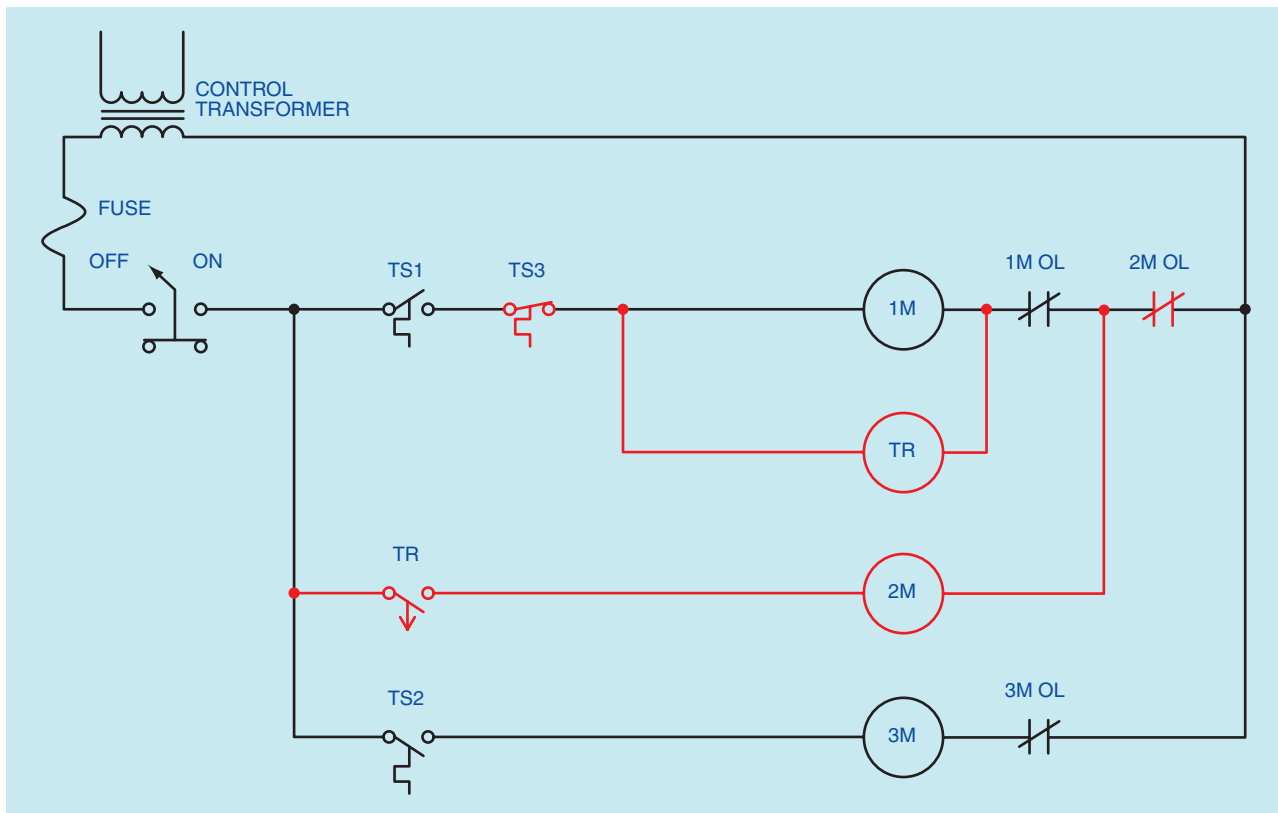 CONTROL
TRANSFORMER
FUSE
OFF
ON
TS1
TS3
1M OL
2M OL
1M
TR
TR
2M
TS2
3M OL
3M